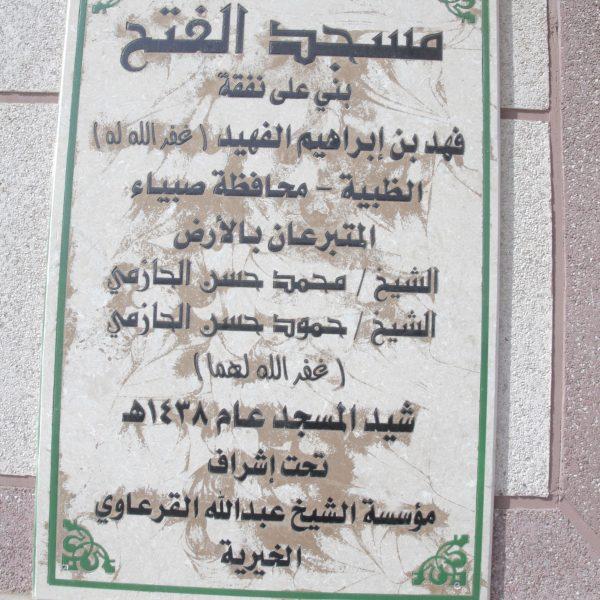 مسجد الفتح
بني على نفقة
فهد بن إبراهيم الفهيد ( غفر الله له )
الظبية - محافظة صبياء
المتبرعان بالأرض
الشيخ / محمد حسن الحازمي
الشيخ / حمود حسن الحازمي
( غفر الله لهما )
شيد المسجد عام ١٤٣٨هـ
تحت إشراف
مؤسسة الشيخ عبدالله القرعاوي
الخيرية